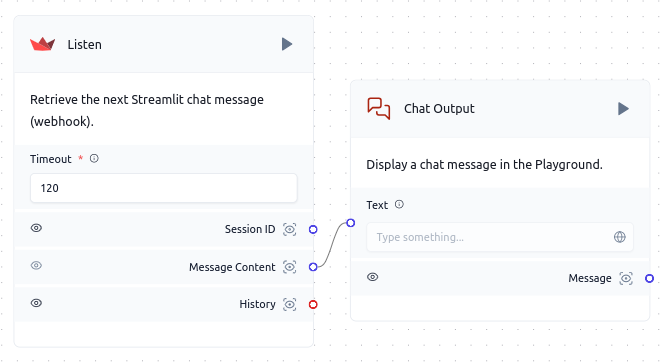 Listen
Retrieve the next Streamlit chat message
(webhook).
Timeout *
120
Session ID
Message Content
History
Chat Output
Display a chat message in the Playground.
Text
Type something...
Message